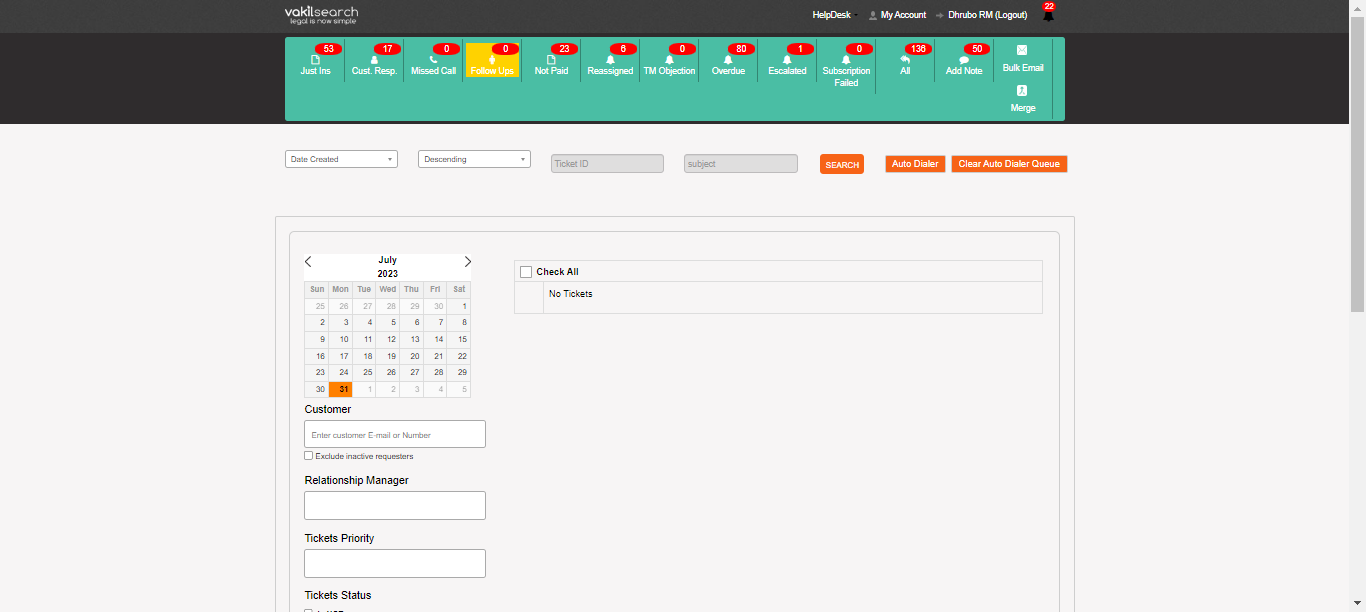 vakilsearch
legal is now simple
HelpDesk
My Account
Dhrubo RM (Logout)
22
53
Just Ins
17
Cust. Resp.
0
Missed Call
0
Follow Ups
23
Not Paid
6
Reassigned
0
TM Objection
80
Overdue
1
Escalated
0
Subscription
Failed
136
All
50
Add Note
Bulk Email
Merge
Date Created
Descending
Ticket ID
subject
SEARCH
Auto Dialer
Clear Auto Dialer Queue
July
2023
Sun Mon Tue Wed Thu Fri Sat
25 26 27 28 29 30 1
2 3 4 5 6 7 8
9 10 11 12 13 14 15
16 17 18 19 20 21 22
23 24 25 26 27 28 29
30 31 1 2 3 4 5
Check All
No Tickets
Customer
Enter customer E-mail or Number
Exclude inactive requesters
Relationship Manager
Tickets Priority
Tickets Status